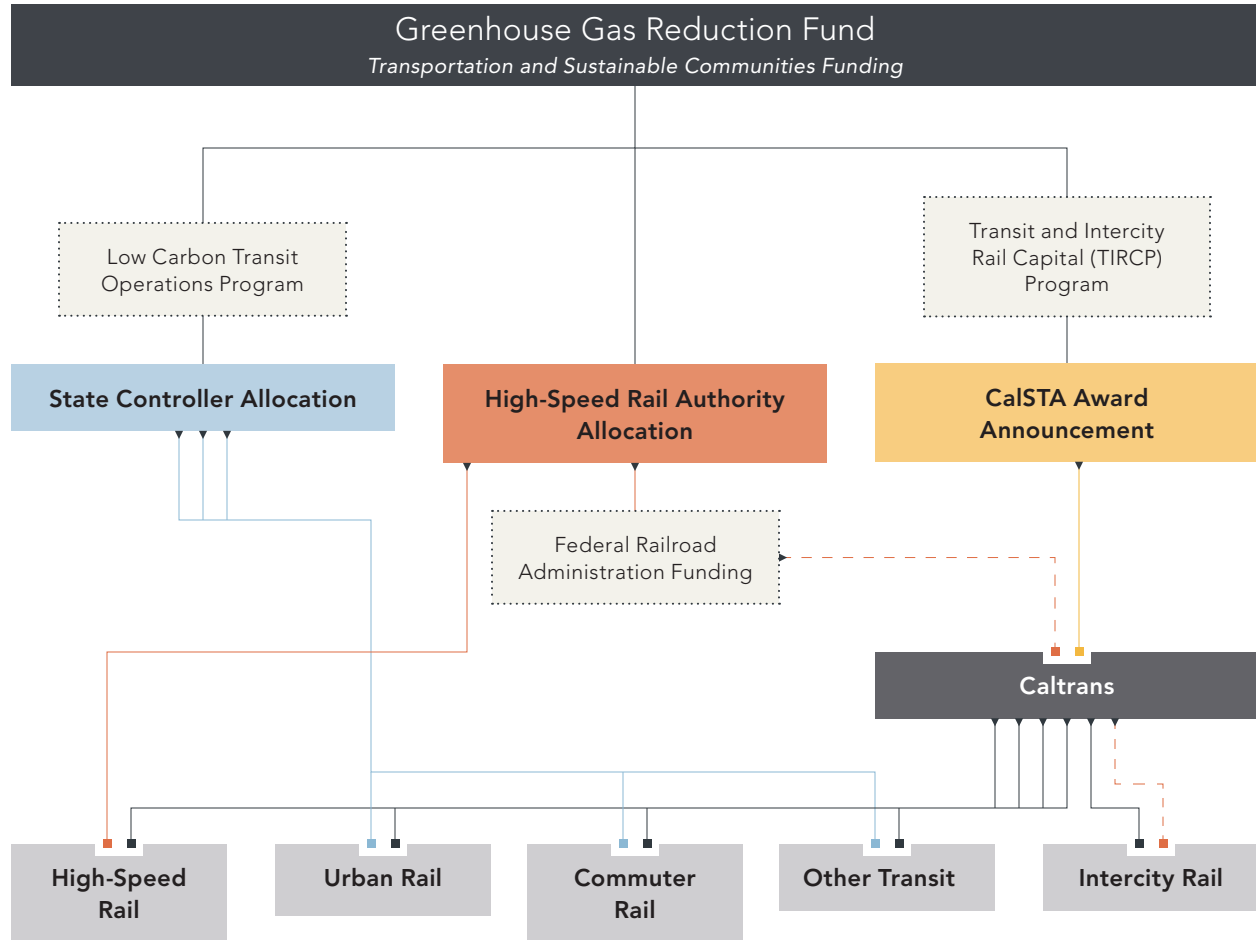 Greenhouse Gas Reduction Fund
Transportation and Sustainable Communities Funding
Low Carbon Transit
Operations Program
Transit and Intercity
Rail Capital (TIRCP)
Program
State Controller Allocation
High-Speed Rail Authority
Allocation
CalSTA Award
Announcement
Federal Railroad
Administration Funding
Caltrans
High-Speed
Rail
Urban Rail
Commuter
Rail
Other Transit
Intercity Rail